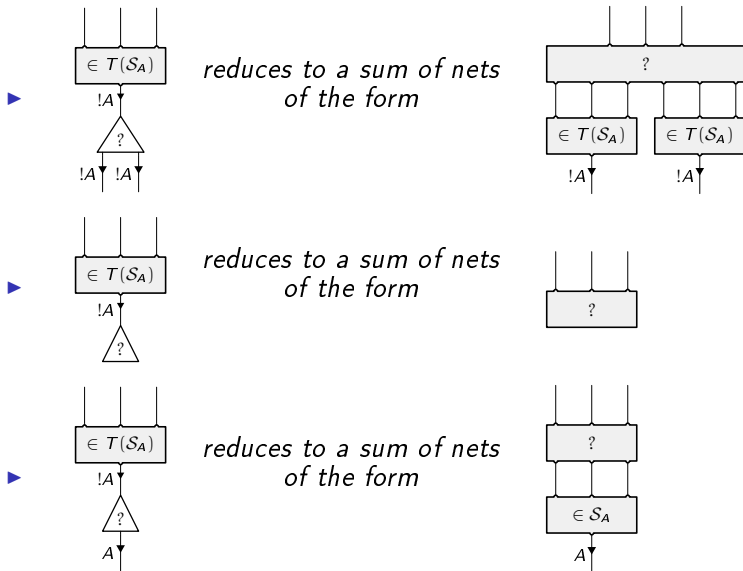 ∈ T(𝒮_A)
!A
?
!A !A
reduces to a sum of nets
of the form
?
∈ T(𝒮_A) ∈ T(𝒮_A)
!A !A
∈ T(𝒮_A)
!A
?
reduces to a sum of nets
of the form
?
∈ T(𝒮_A)
!A
?
A
reduces to a sum of nets
of the form
?
∈ 𝒮_A
A